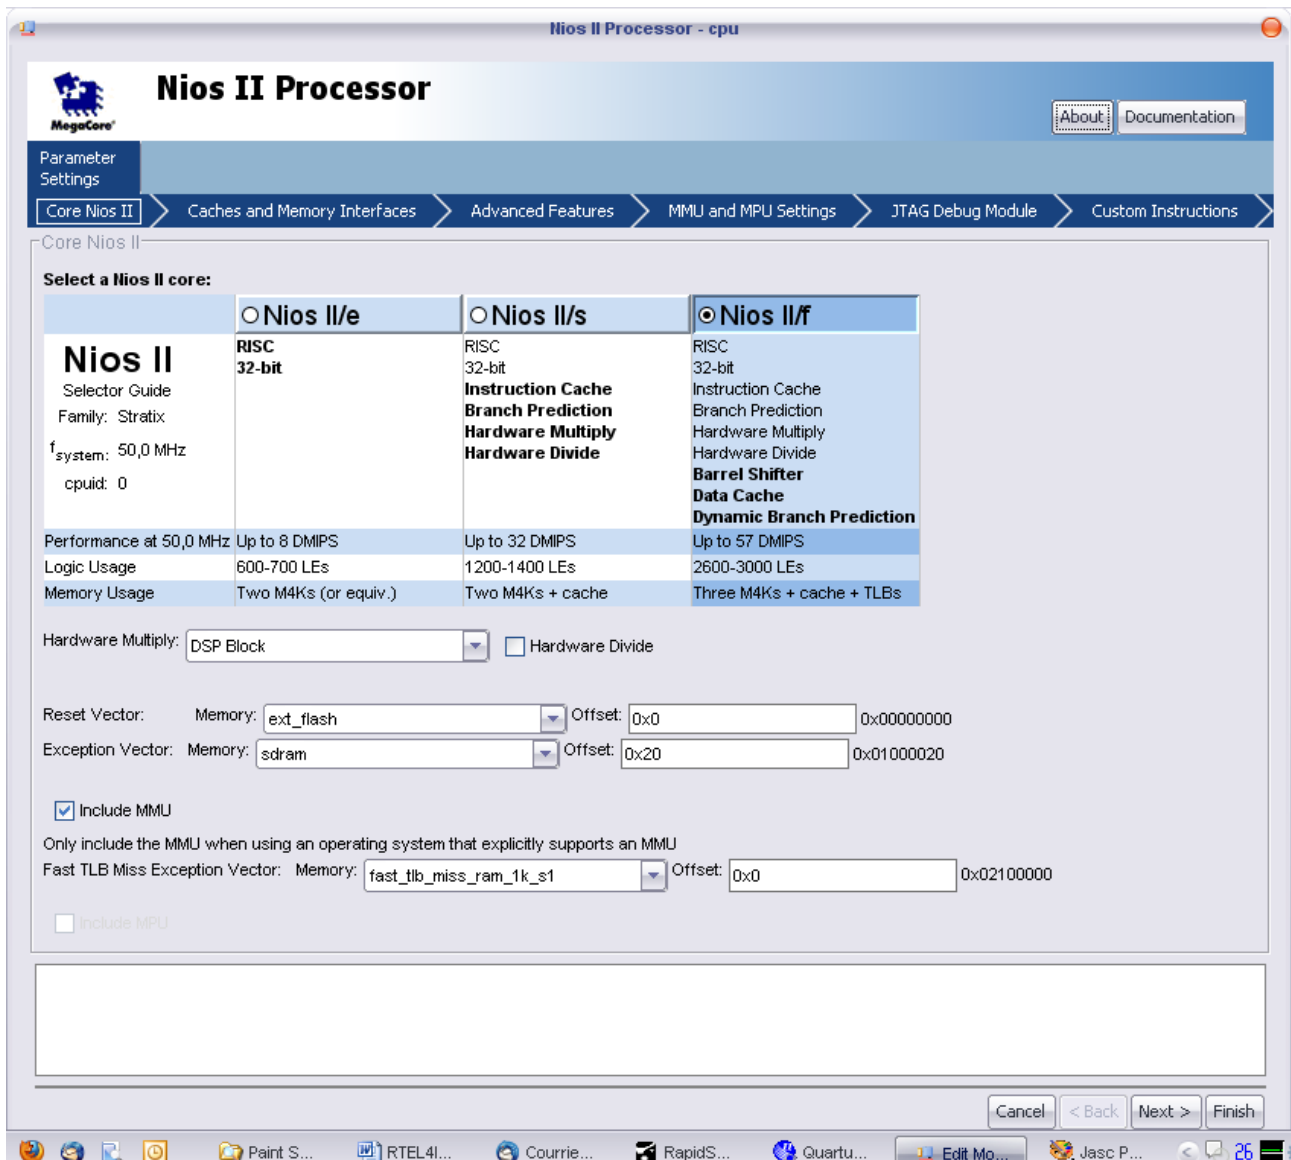 Nios II Processor - cpu
Nios II Processor
MegaCore®
About
Documentation
Parameter
Settings
Core Nios II
Caches and Memory Interfaces
Advanced Features
MMU and MPU Settings
JTAG Debug Module
Custom Instructions
Core Nios II
Select a Nios II core:
Nios II/e
Nios II/s
Nios II/f
Nios II
Selector Guide
Family: Stratix
fsystem: 50,0 MHz
cpuid: 0
RISC
32-bit
RISC
32-bit
Instruction Cache
Branch Prediction
Hardware Multiply
Hardware Divide
RISC
32-bit
Instruction Cache
Branch Prediction
Hardware Multiply
Hardware Divide
Barrel Shifter
Data Cache
Dynamic Branch Prediction
Performance at 50,0 MHz Up to 8 DMIPS Up to 32 DMIPS Up to 57 DMIPS
Logic Usage 600-700 LEs 1200-1400 LEs 2600-3000 LEs
Memory Usage Two M4Ks (or equiv.) Two M4Ks + cache Three M4Ks + cache + TLBs
Hardware Multiply: DSP Block Hardware Divide
Reset Vector: Memory: ext_flash Offset: 0x0 0x00000000
Exception Vector: Memory: sdram Offset: 0x20 0x01000020
Include MMU
Only include the MMU when using an operating system that explicitly supports an MMU
Fast TLB Miss Exception Vector: Memory: fast_tlb_miss_ram_1k_s1 Offset: 0x0 0x02100000
Include MPU
Cancel < Back Next > Finish
Paint S... RTEL4I... Courrie... RapidS... Quartu... Edit Mo... Jasc P... 26